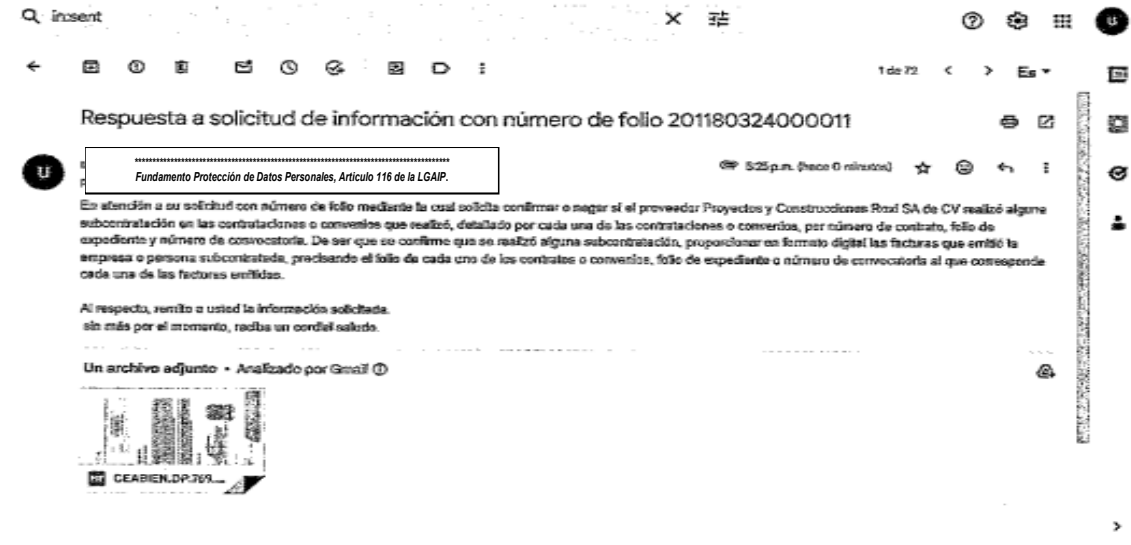 in:sent
1 de 72
Es
Respuesta a solicitud de información con número de folio 201180324000011
Fundamento Protección de Datos Personales, Artículo 116 de la LGAIP.
5:25 p.m. (hace 0 minutos)
En atención a su solicitud con número de folio mediante la cual solicita confirmar o negar si el proveedor Proyectos y Construcciones Roxi SA de CV realizó alguna
subcontratación en las contrataciones o convenios que realizó, detallado por cada una de las contrataciones o convenios, por número de contrato, folio de
expediente y número de convocatoria. De ser que se confirme que se realizó alguna subcontratación, proporcionar en formato digital las facturas que emitió la
empresa o persona subcontratada, precisando el folio de cada uno de los contratos o convenios, folio de expediente o número de convocatoria al que corresponde
cada una de las facturas emitidas.
Al respecto, remito a usted la información solicitada.
sin más por el momento, reciba un cordial saludo.
Un archivo adjunto • Analizado por Gmail
CEABIEN.DP.769...